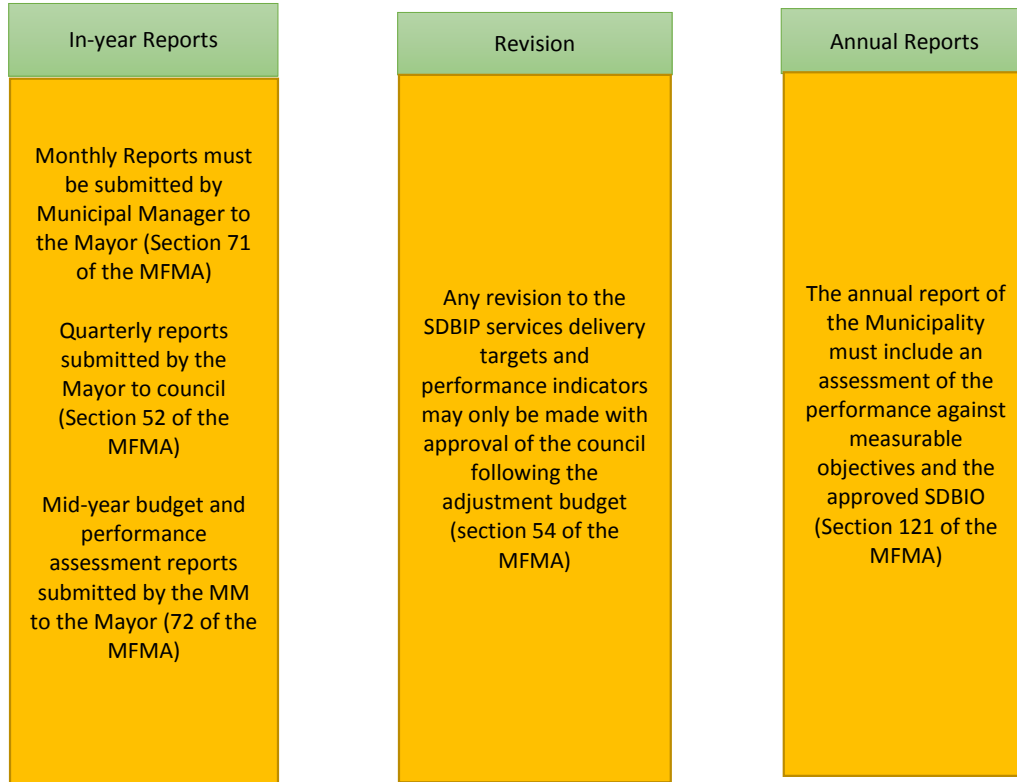 In-year Reports
Monthly Reports must
be submitted by
Municipal Manager to
the Mayor (Section 71
of the MFMA)
Quarterly reports
submitted by the
Mayor to council
(Section 52 of the
MFMA)
Mid-year budget and
performance
assessment reports
submitted by the MM
to the Mayor (72 of the
MFMA)
Revision
Any revision to the
SDBIP services delivery
targets and
performance indicators
may only be made with
approval of the council
following the
adjustment budget
(section 54 of the
MFMA)
Annual Reports
The annual report of
the Municipality
must include an
assessment of the
performance against
measurable
objectives and the
approved SDBIO
(Section 121 of the
MFMA)